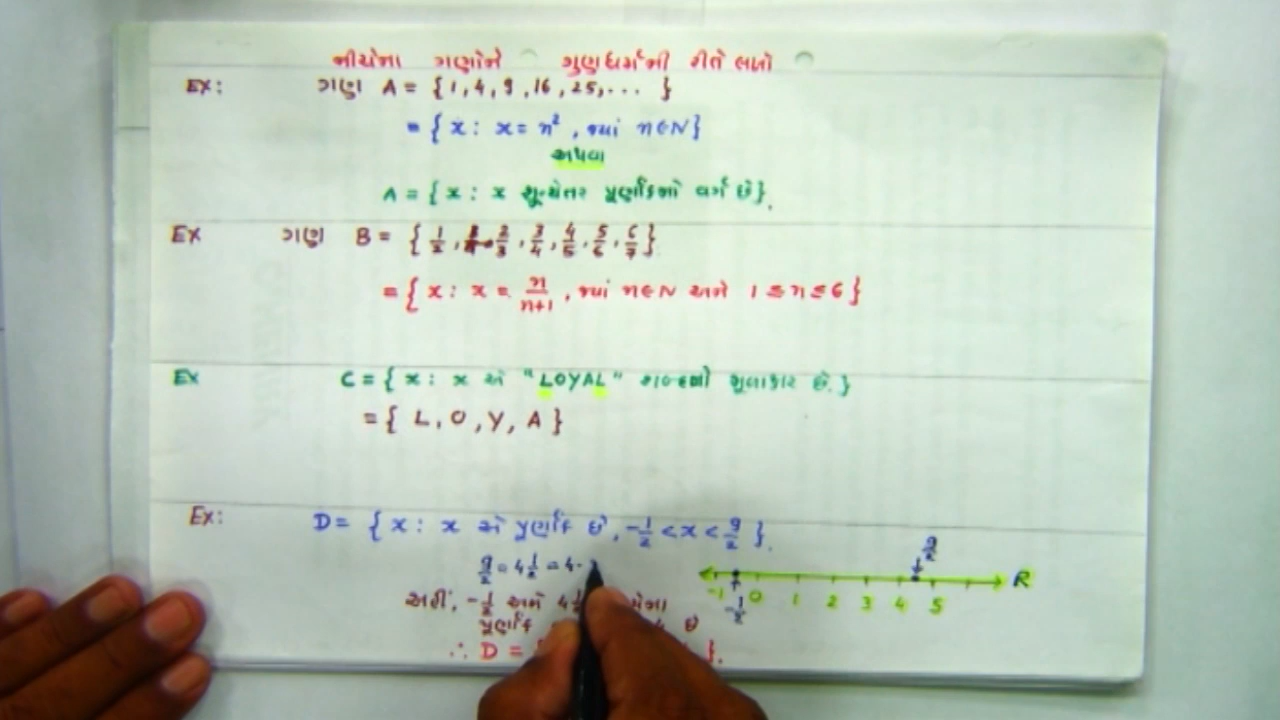 નીચેના ગણોને ગુણધર્મની રીતે લખો
Ex: ગણ A = {1, 4, 9, 16, 25, ... }
= { x : x = n², જ્યાં n∈N}
અથવા
A = { x : x શૂન્યેતર પૂર્ણાંકનો વર્ગ છે}.
Ex ગણ B = { 1/2, 2/3, 3/4, 4/5, 5/6, 6/7 }
= { x : x = n/n+1, જ્યાં n∈N અને 1 ≤ n ≤ 6 }
Ex C = { x : x એ "LOYAL" શબ્દનો મૂળાક્ષર છે. }
= { L, O, Y, A }
Ex: D = { x : x એ પૂર્ણાંક છે, -1/2 < x < 9/2 }.
9/2 = 4 1/2 = 4.
9/2
-1 0 1 2 3 4 5 R
-1/2
અહીં, -1/2 અને 4
પૂર્ણાંક છે
∴ D = { }.